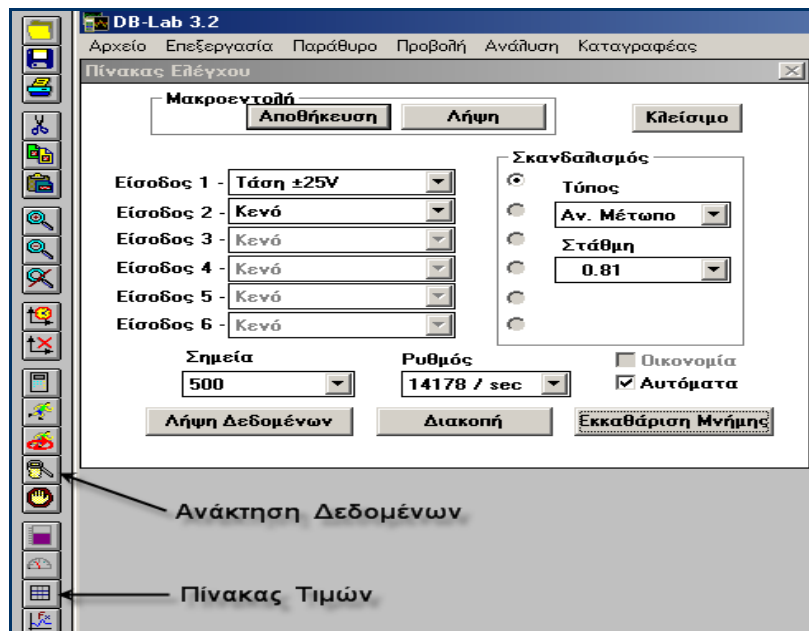 DB-Lab 3.2
Αρχείο Επεξεργασία Παράθυρο Προβολή Ανάλυση Καταγραφέας
Πίνακας Ελέγχου
Μακροεντολή
Αποθήκευση Λήψη Κλείσιμο
Σκανδαλισμός
Είσοδος 1 - Τάση ±25V
Τύπος
Είσοδος 2 - Κενό
Αν. Μέτωπο
Είσοδος 3 - Κενό
Στάθμη
Είσοδος 4 - Κενό
0.81
Είσοδος 5 - Κενό
Είσοδος 6 - Κενό
Σημεία Ρυθμός Οικονομία
500 14178 / sec Αυτόματα
Λήψη Δεδομένων Διακοπή Εκκαθάριση Μνήμης
Ανάκτηση Δεδομένων
Πίνακας Τιμών